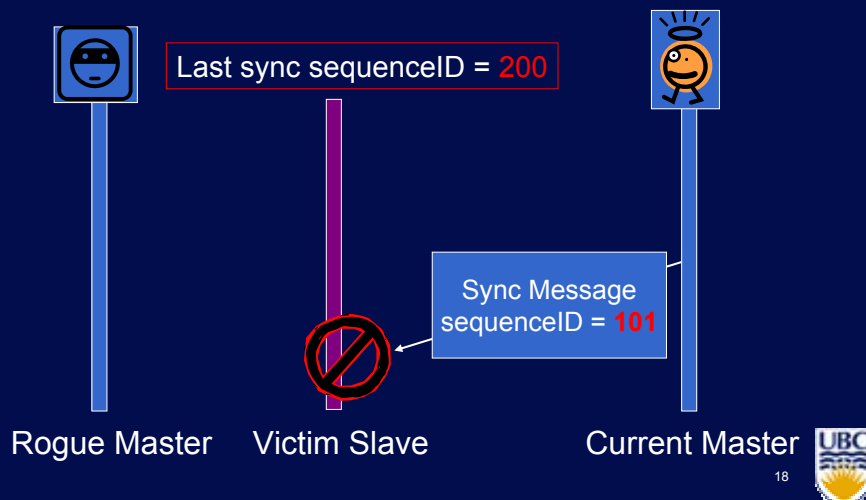 Last sync sequenceID = 200
Sync Message
sequenceID = 101
Rogue Master
Victim Slave
Current Master
18
UBC